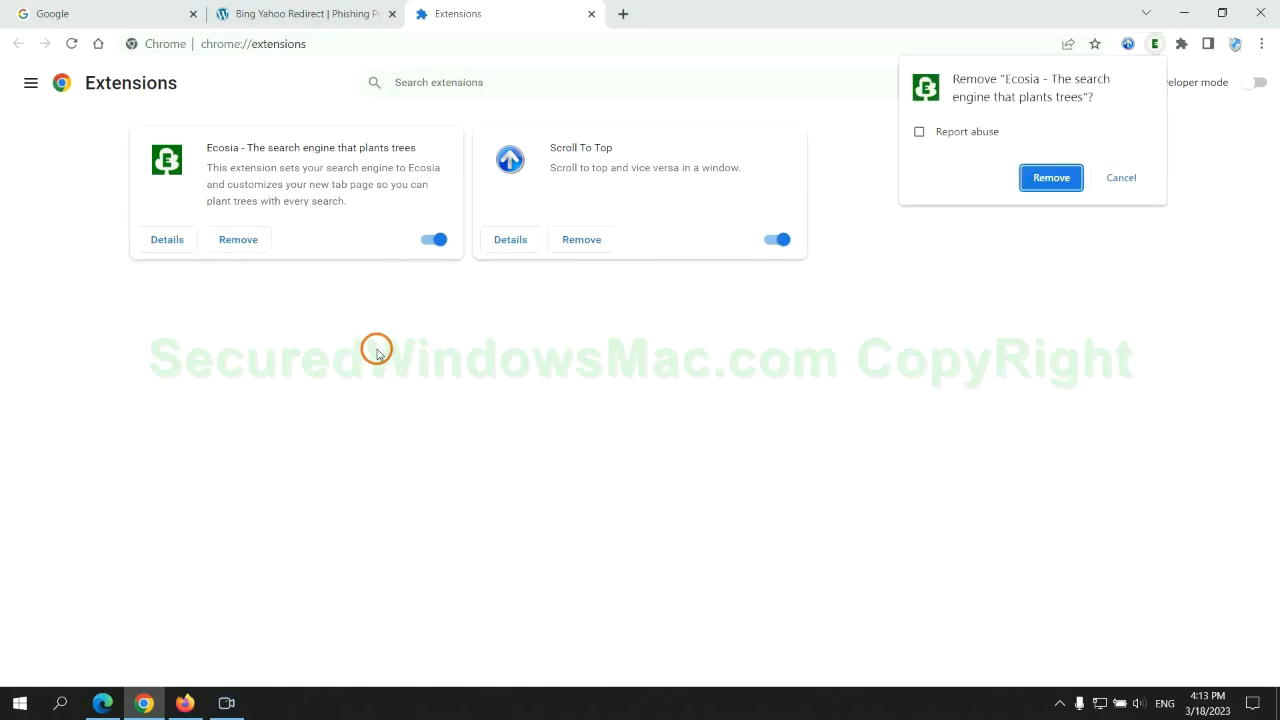 Google
Bing Yahoo Redirect | Phishing P
Extensions
Chrome | chrome://extensions
Extensions
Search extensions
eloper mode
Remove "Ecosia - The search
engine that plants trees"?
Report abuse
Remove
Cancel
Ecosia - The search engine that plants trees
This extension sets your search engine to Ecosia
and customizes your new tab page so you can
plant trees with every search.
Details
Remove
Scroll To Top
Scroll to top and vice versa in a window.
Details
Remove
SecuredWindowsMac.com CopyRight
ENG
4:13 PM
3/18/2023